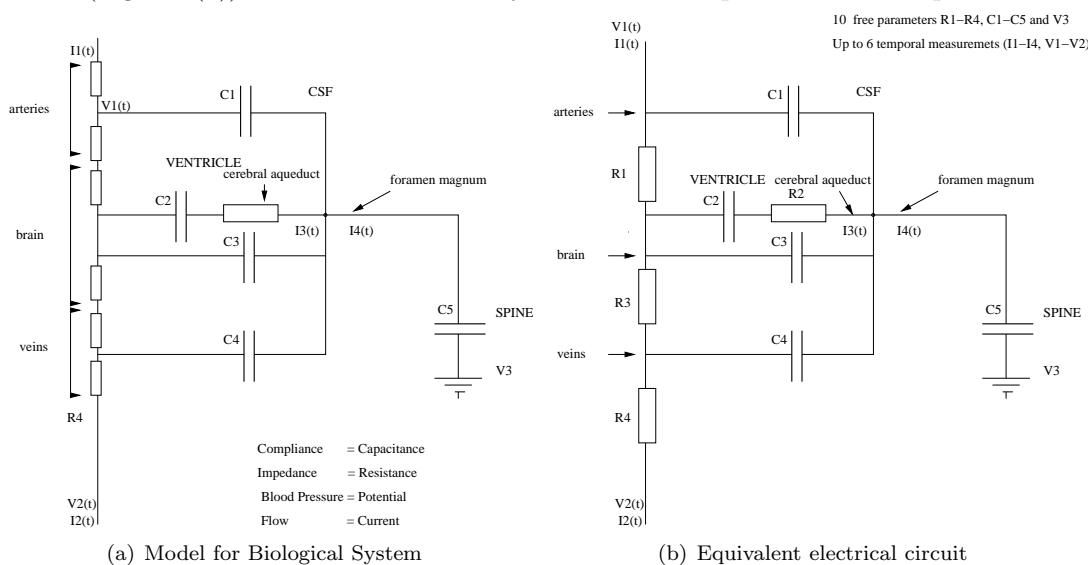 I1(t)
arteries
V1(t)
C1
CSF
VENTRICLE
cerebral aqueduct
foramen magnum
C2
brain
I3(t)
I4(t)
C3
C5
SPINE
veins
C4
V3
R4
Compliance = Capacitance
Impedance = Resistance
Blood Pressure = Potential
Flow = Current
V2(t)
I2(t)
(a) Model for Biological System
10 free parameters R1−R4, C1−C5 and V3
Up to 6 temporal measuremets (I1−I4, V1−V2)
V1(t)
I1(t)
arteries
C1
CSF
R1
VENTRICLE
cerebral aqueduct
foramen magnum
C2
R2
I3(t)
I4(t)
brain
C3
R3
C5
SPINE
veins
C4
V3
R4
V2(t)
I2(t)
(b) Equivalent electrical circuit